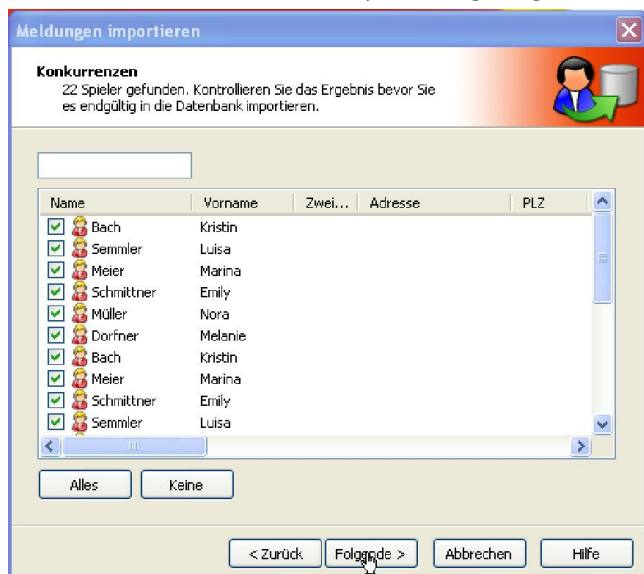 Meldungen importieren
Konkurrenzen
22 Spieler gefunden. Kontrollieren Sie das Ergebnis bevor Sie
es endgültig in die Datenbank importieren.
Name Vorname Zwei... Adresse PLZ
Bach Kristin
Semmler Luisa
Meier Marina
Schmittner Emily
Müller Nora
Dorfner Melanie
Bach Kristin
Meier Marina
Schmittner Emily
Semmler Luisa
Alles Keine
< Zurück Folgende > Abbrechen Hilfe